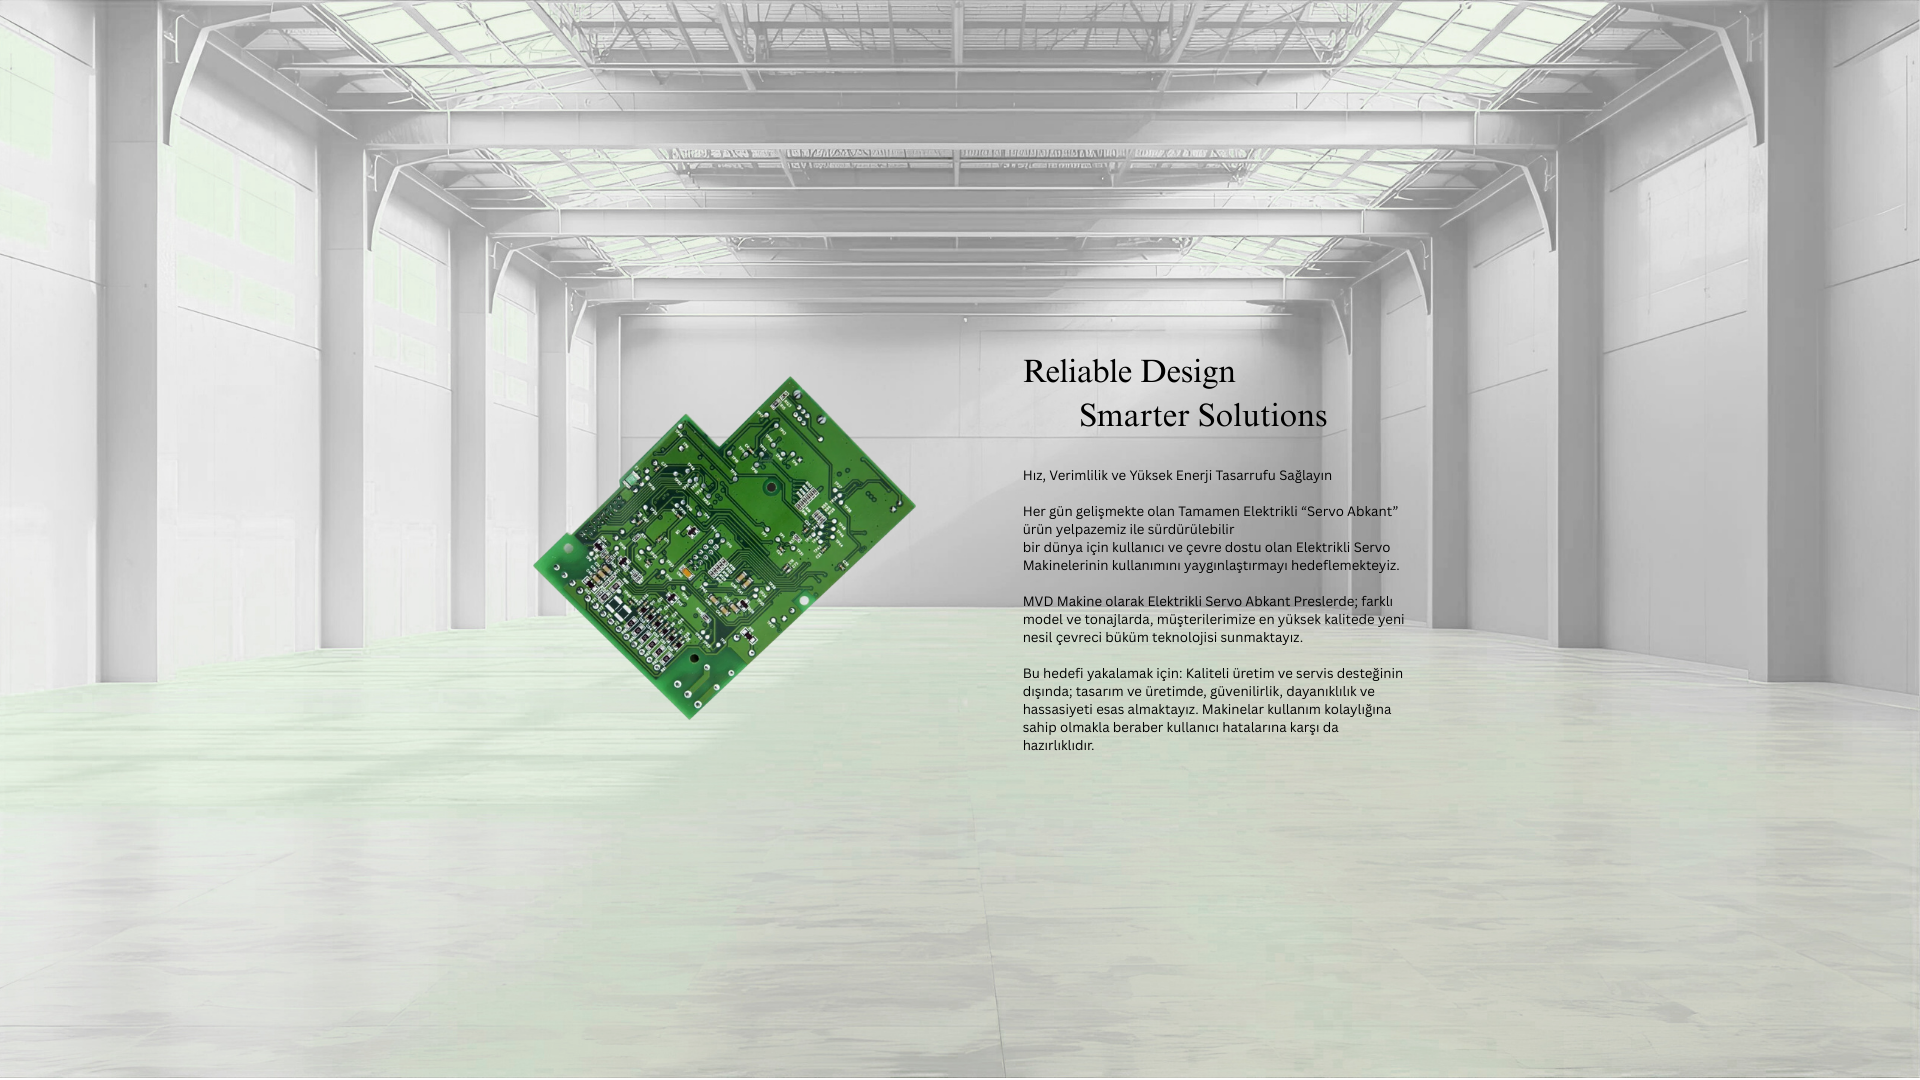 Reliable Design
Smarter Solutions
Hız, Verimlilik ve Yüksek Enerji Tasarrufu Sağlayın
Her gün gelişmekte olan Tamamen Elektrikli “Servo Abkant”
ürün yelpazemiz ile sürdürülebilir
bir dünya için kullanıcı ve çevre dostu olan Elektrikli Servo
Makinelerinin kullanımını yaygınlaştırmayı hedeflemekteyiz.
MVD Makine olarak Elektrikli Servo Abkant Preslerde; farklı
model ve tonajlarda, müşterilerimize en yüksek kalitede yeni
nesil çevreci büküm teknolojisi sunmaktayız.
Bu hedefi yakalamak için: Kaliteli üretim ve servis desteğinin
dışında; tasarım ve üretimde, güvenilirlik, dayanıklılık ve
hassasiyeti esas almaktayız. Makinelar kullanım kolaylığına
sahip olmakla beraber kullanıcı hatalarına karşı da
hazırlıklıdır.